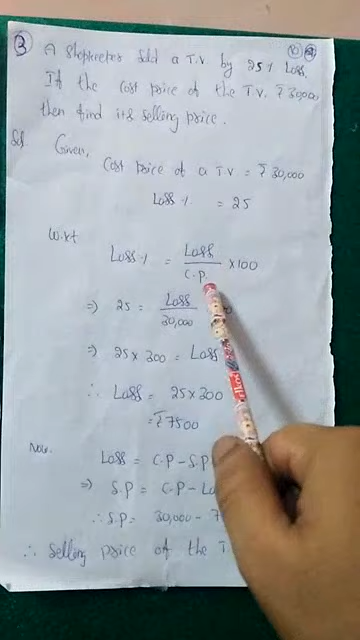 3 A Shopkeeper Sold a T.V. by 25% Loss.
If the cost price of the T.V. ₹30,000,
then find its selling price.
Sol. Given,
Cost price of a T.V = ₹30,000
Loss % = 25
W.K.T
Loss % = Loss/C.P. ×100
=) 25 = Loss/30,000
=) 25×300 = Loss
∴ Loss = 25×300
=₹7500
Now. Loss = C.P-S.P
=) S.P = C.P-Lo
∴ S.P= 30,000-7
∴ Selling price of the T